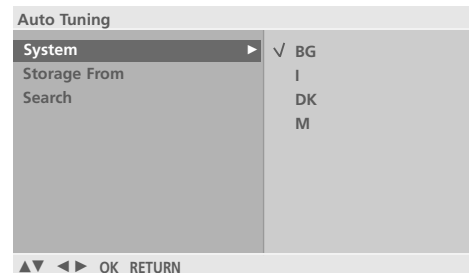 Auto Tuning
System ► √ BG
Storage From I
Search DK
M
▲▼ ◄► OK RETURN